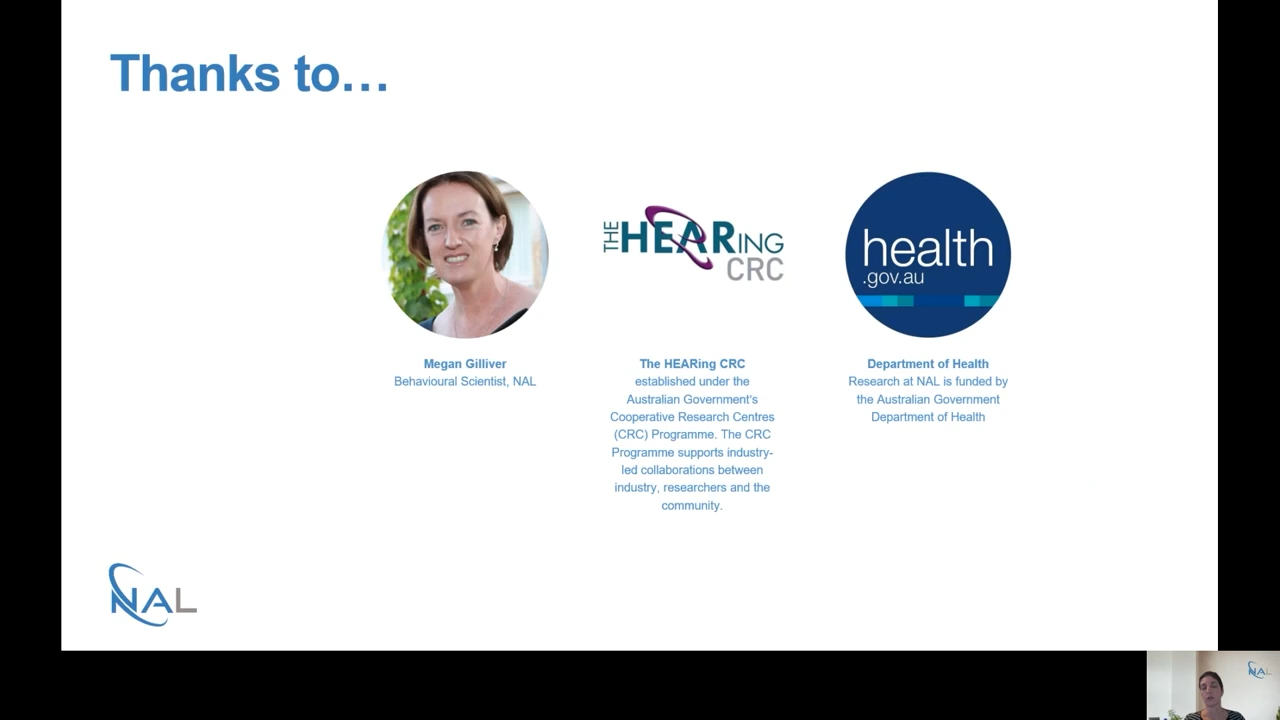 Thanks to…
THE HEARING
CRC
health
.gov.au
Megan Gilliver
Behavioural Scientist, NAL
The HEARing CRC
established under the
Australian Government's
Cooperative Research Centres
(CRC) Programme. The CRC
Programme supports industry-
led collaborations between
industry, researchers and the
community.
Department of Health
Research at NAL is funded by
the Australian Government
Department of Health
NAL
NAL